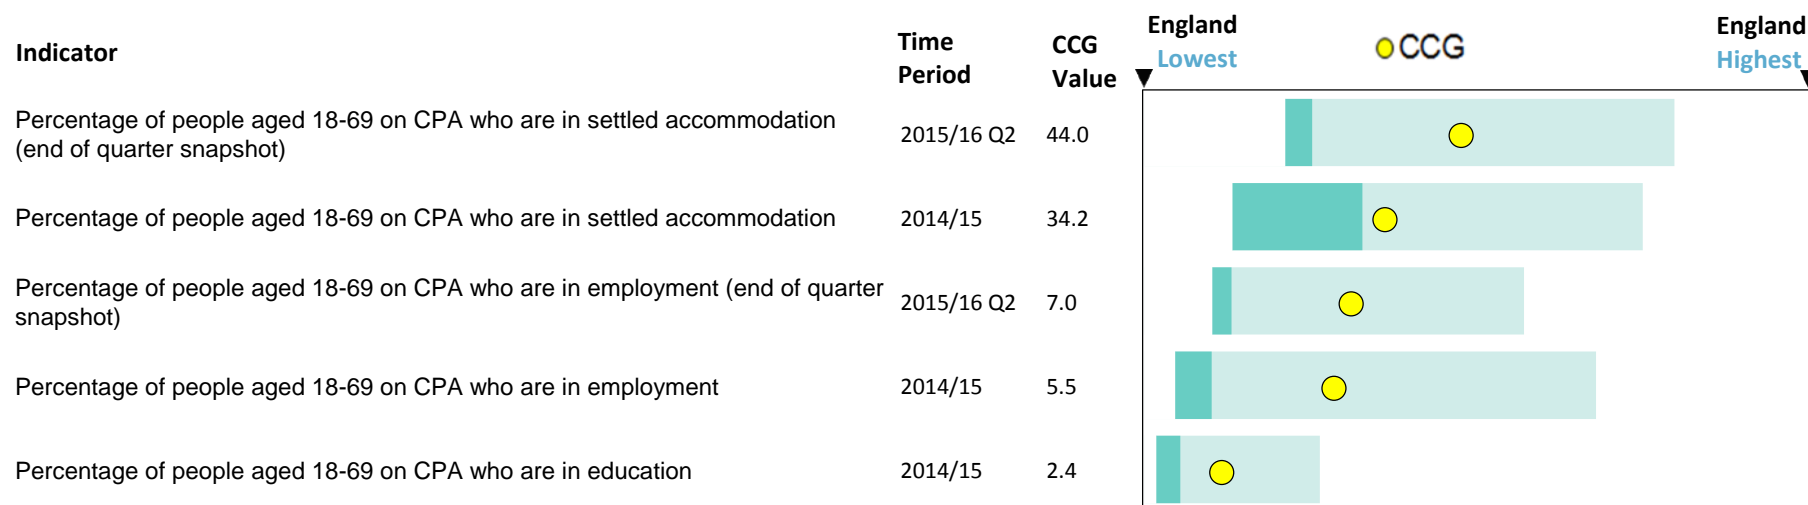 Indicator
Time
Period
CCG
Value
England
Lowest
CCG
England
Highest
Percentage of people aged 18-69 on CPA who are in settled accommodation
(end of quarter snapshot)
2015/16 Q2
44.0
Percentage of people aged 18-69 on CPA who are in settled accommodation
2014/15
34.2
Percentage of people aged 18-69 on CPA who are in employment (end of quarter
snapshot)
2015/16 Q2
7.0
Percentage of people aged 18-69 on CPA who are in employment
2014/15
5.5
Percentage of people aged 18-69 on CPA who are in education
2014/15
2.4